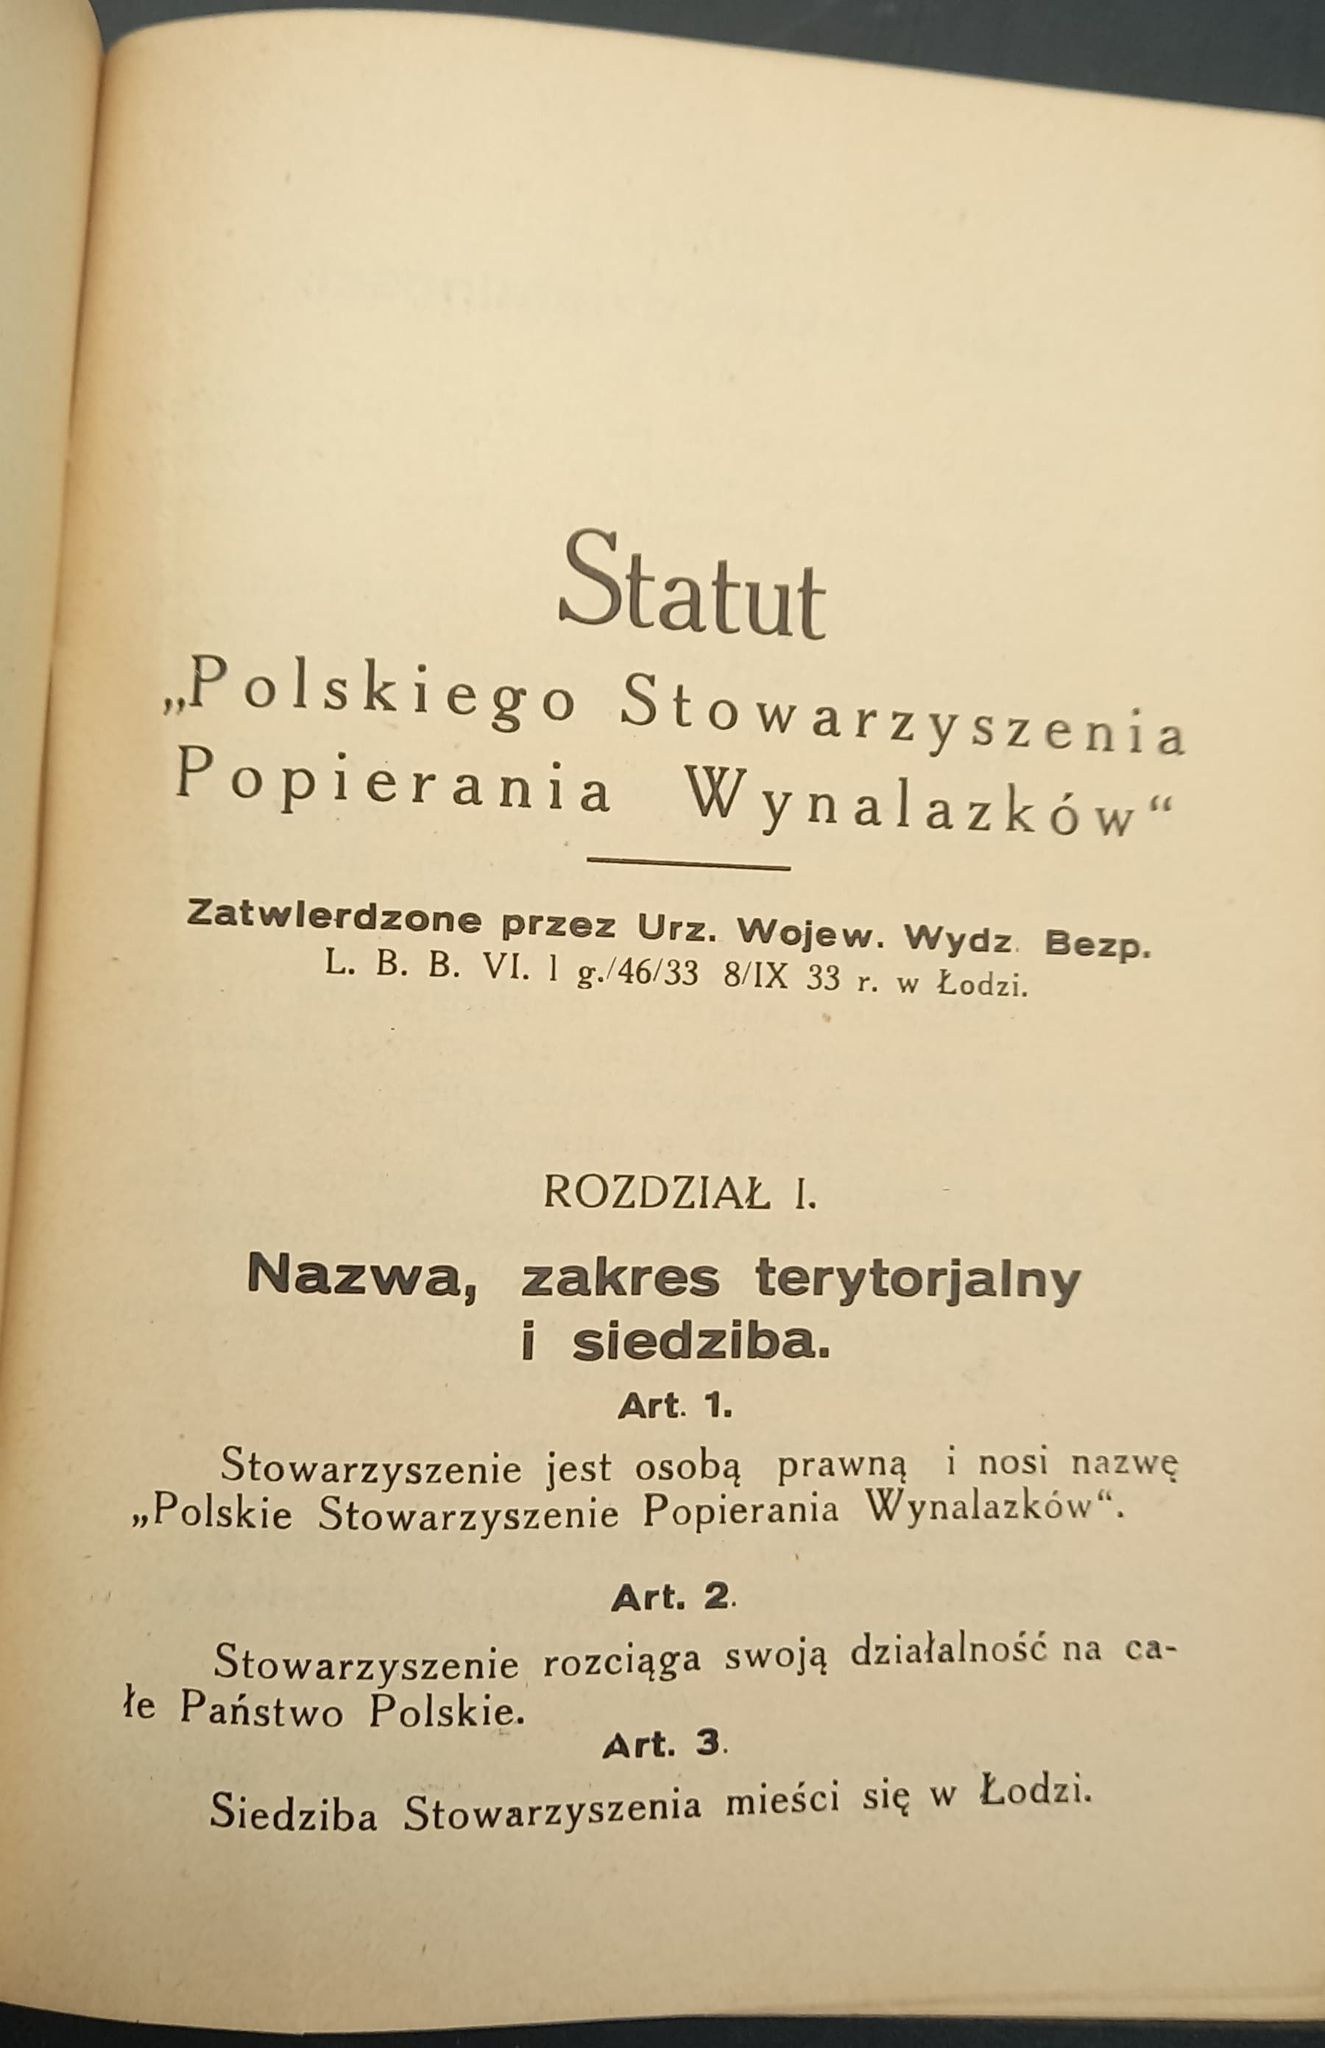 Statut
„Polskiego Stowarzyszenia
Popierania Wynalazków“
Zatwierdzone przez Urz. Wojew. Wydz. Bezp.
L. B. B. VI. 1 g./46/33 8/IX 33 r. w Łodzi.
ROZDZIAŁ I.
Nazwa, zakres terytorjalny
i siedziba.
Art. 1.
Stowarzyszenie jest osobą prawną i nosi nazwę
„Polskie Stowarzyszenie Popierania Wynalazków“.
Art. 2.
Stowarzyszenie rozciąga swoją działalność na ca-
łe Państwo Polskie.
Art. 3.
Siedziba Stowarzyszenia mieści się w Łodzi.